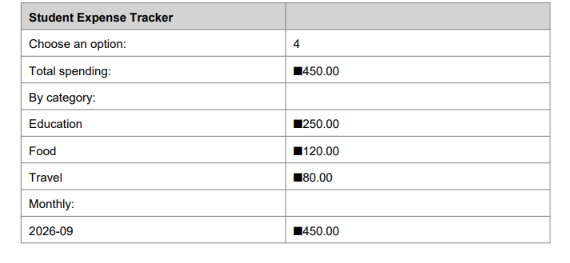 Student Expense Tracker
Choose an option: 4
Total spending: ■450.00
By category:
Education ■250.00
Food ■120.00
Travel ■80.00
Monthly:
2026-09 ■450.00